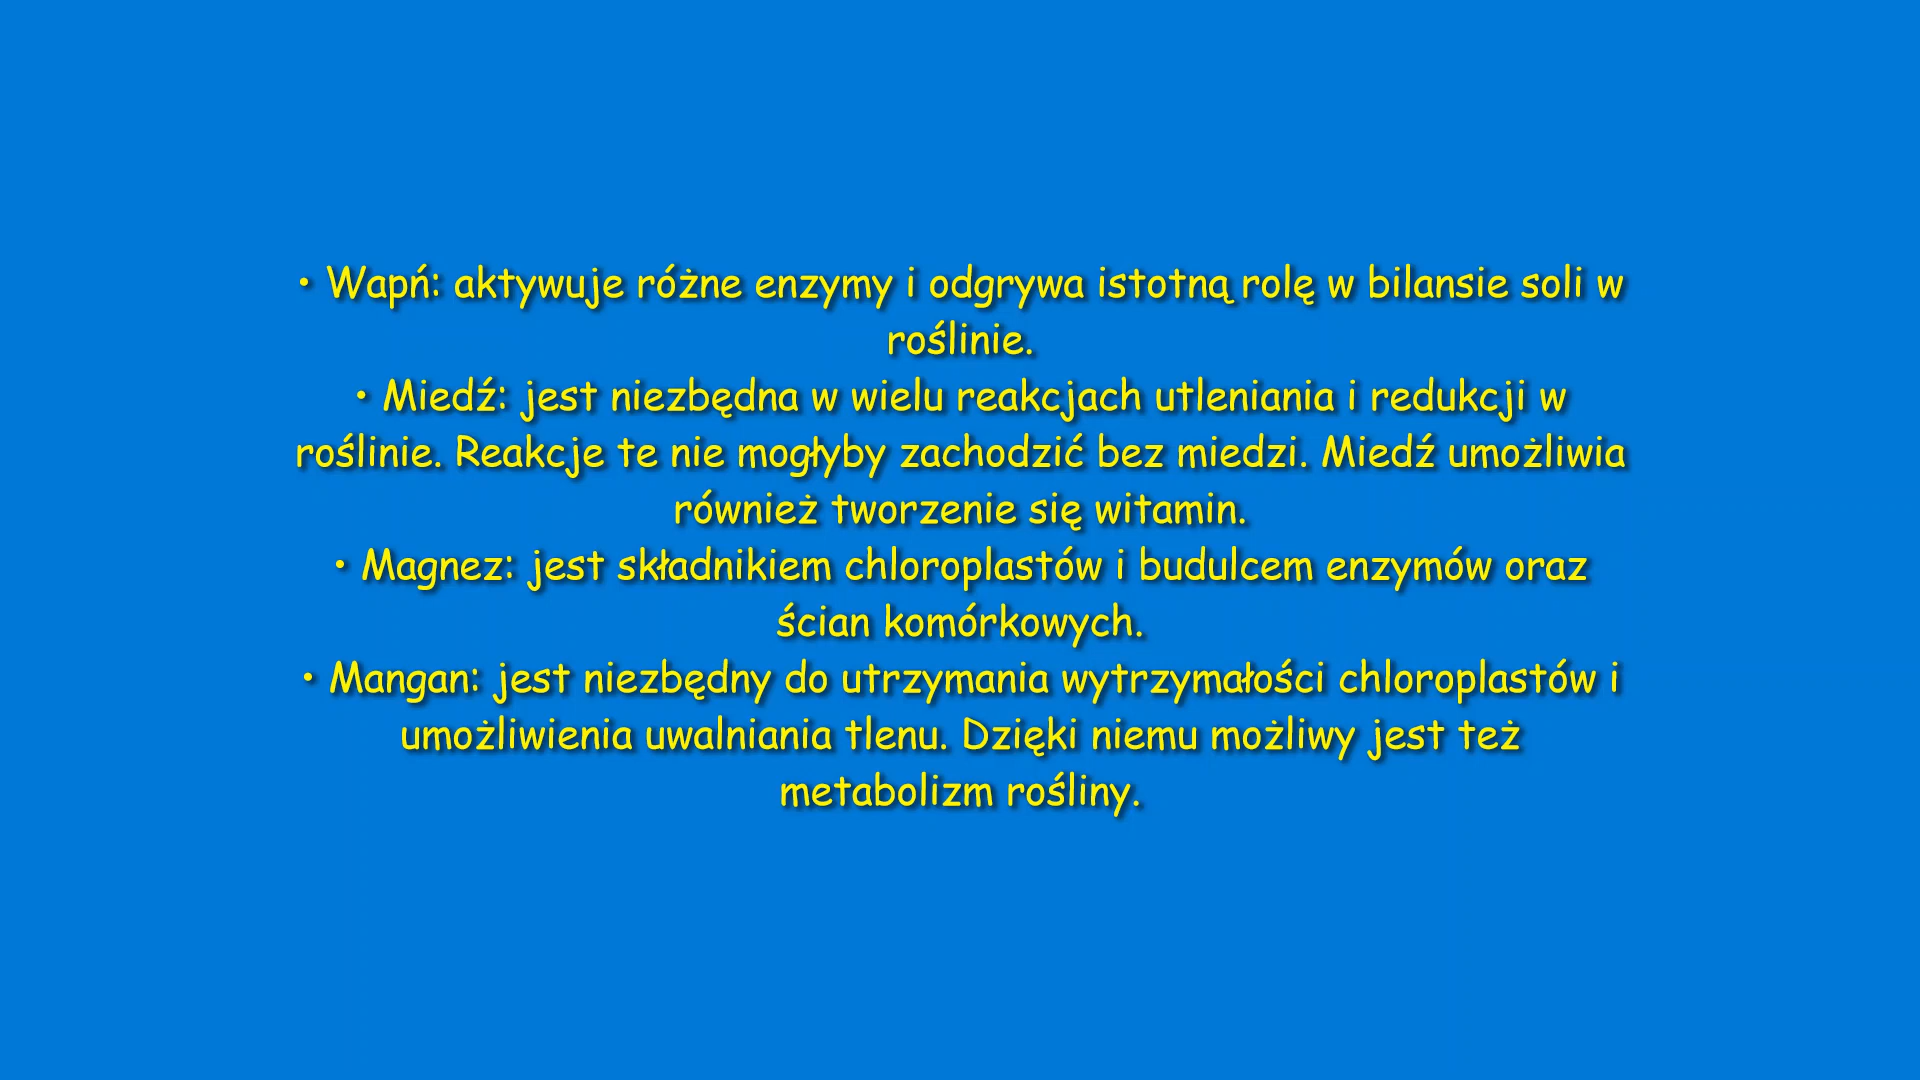 • Wapń: aktywuje różne enzymy i odgrywa istotną rolę w bilansie soli w
roślinie.
• Miedź: jest niezbędna w wielu reakcjach utleniania i redukcji w
roślinie. Reakcje te nie mogłyby zachodzić bez miedzi. Miedź umożliwia
również tworzenie się witamin.
• Magnez: jest składnikiem chloroplastów i budulcem enzymów oraz
ścian komórkowych.
• Mangan: jest niezbędny do utrzymania wytrzymałości chloroplastów i
umożliwienia uwalniania tlenu. Dzięki niemu możliwy jest też
metabolizm rośliny.